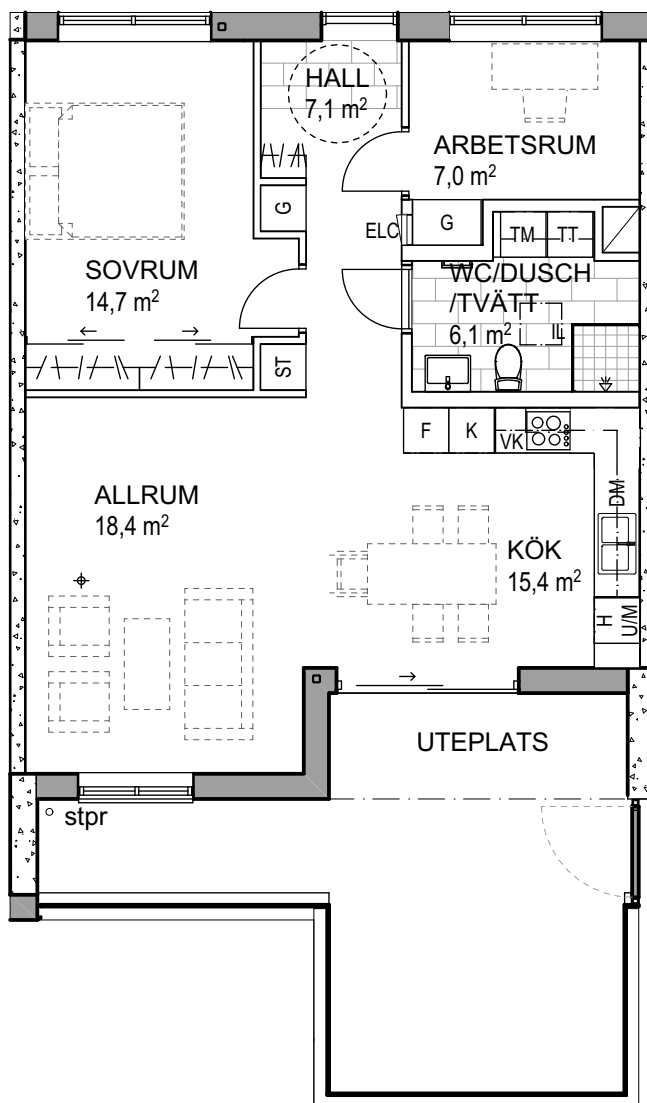 HALL
7,1 m²
ARBETSRUM
7,0 m²
G
ELC
G
TM
TT
SOVRUM
14,7 m²
WC/DUSCH
/TVÄTT
6,1 m²
IL
ST
F
K
VK
DM
ALLRUM
18,4 m²
KÖK
15,4 m²
H
U/M
UTEPLATS
stpr